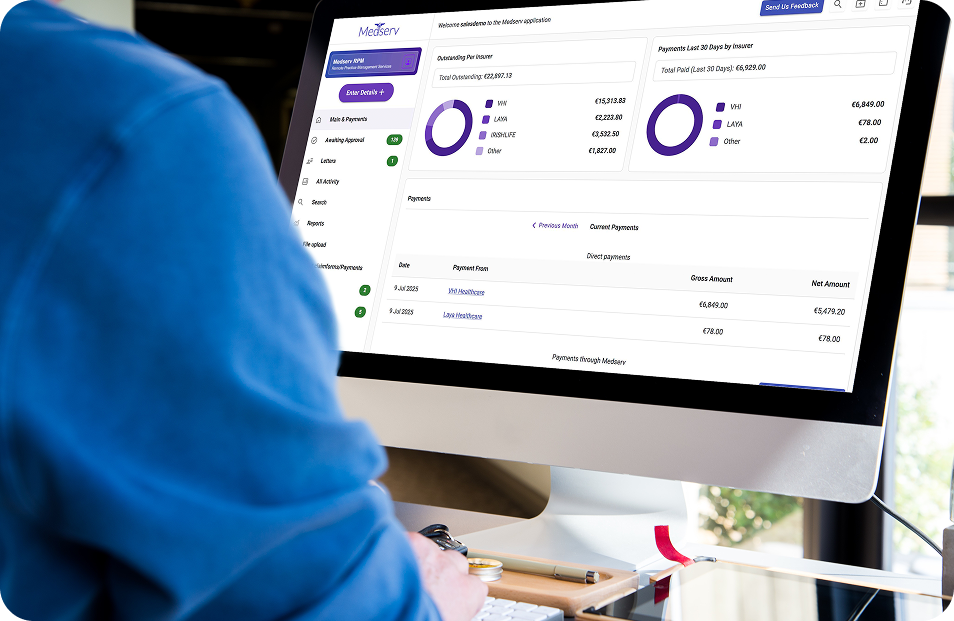 Medserv
Welcome salesdemo to the Medserv application
Send Us Feedback
Medserv RPM
Remote Practice Management Services
Enter Details +
Main & Payments
Awaiting Approval
Letters 1
All Activity
Search
Reports
File upload
2
5
Outstanding Per Insurer
Total Outstanding: €22,897.13
VHI €15,313.83
LAYA €2,223.80
IRISHLIFE €3,532.50
Other €1,827.00
Payments Last 30 Days by Insurer
Total Paid (Last 30 Days): €6,929.00
VHI €6,849.00
LAYA €78.00
Other €2.00
Payments
Previous Month Current Payments
Direct payments
Date Payment From Gross Amount Net Amount
9 Jul 2025 VHI Healthcare €6,849.00 €5,479.20
9 Jul 2025 Laya Healthcare €78.00 €78.00
Payments through Medserv